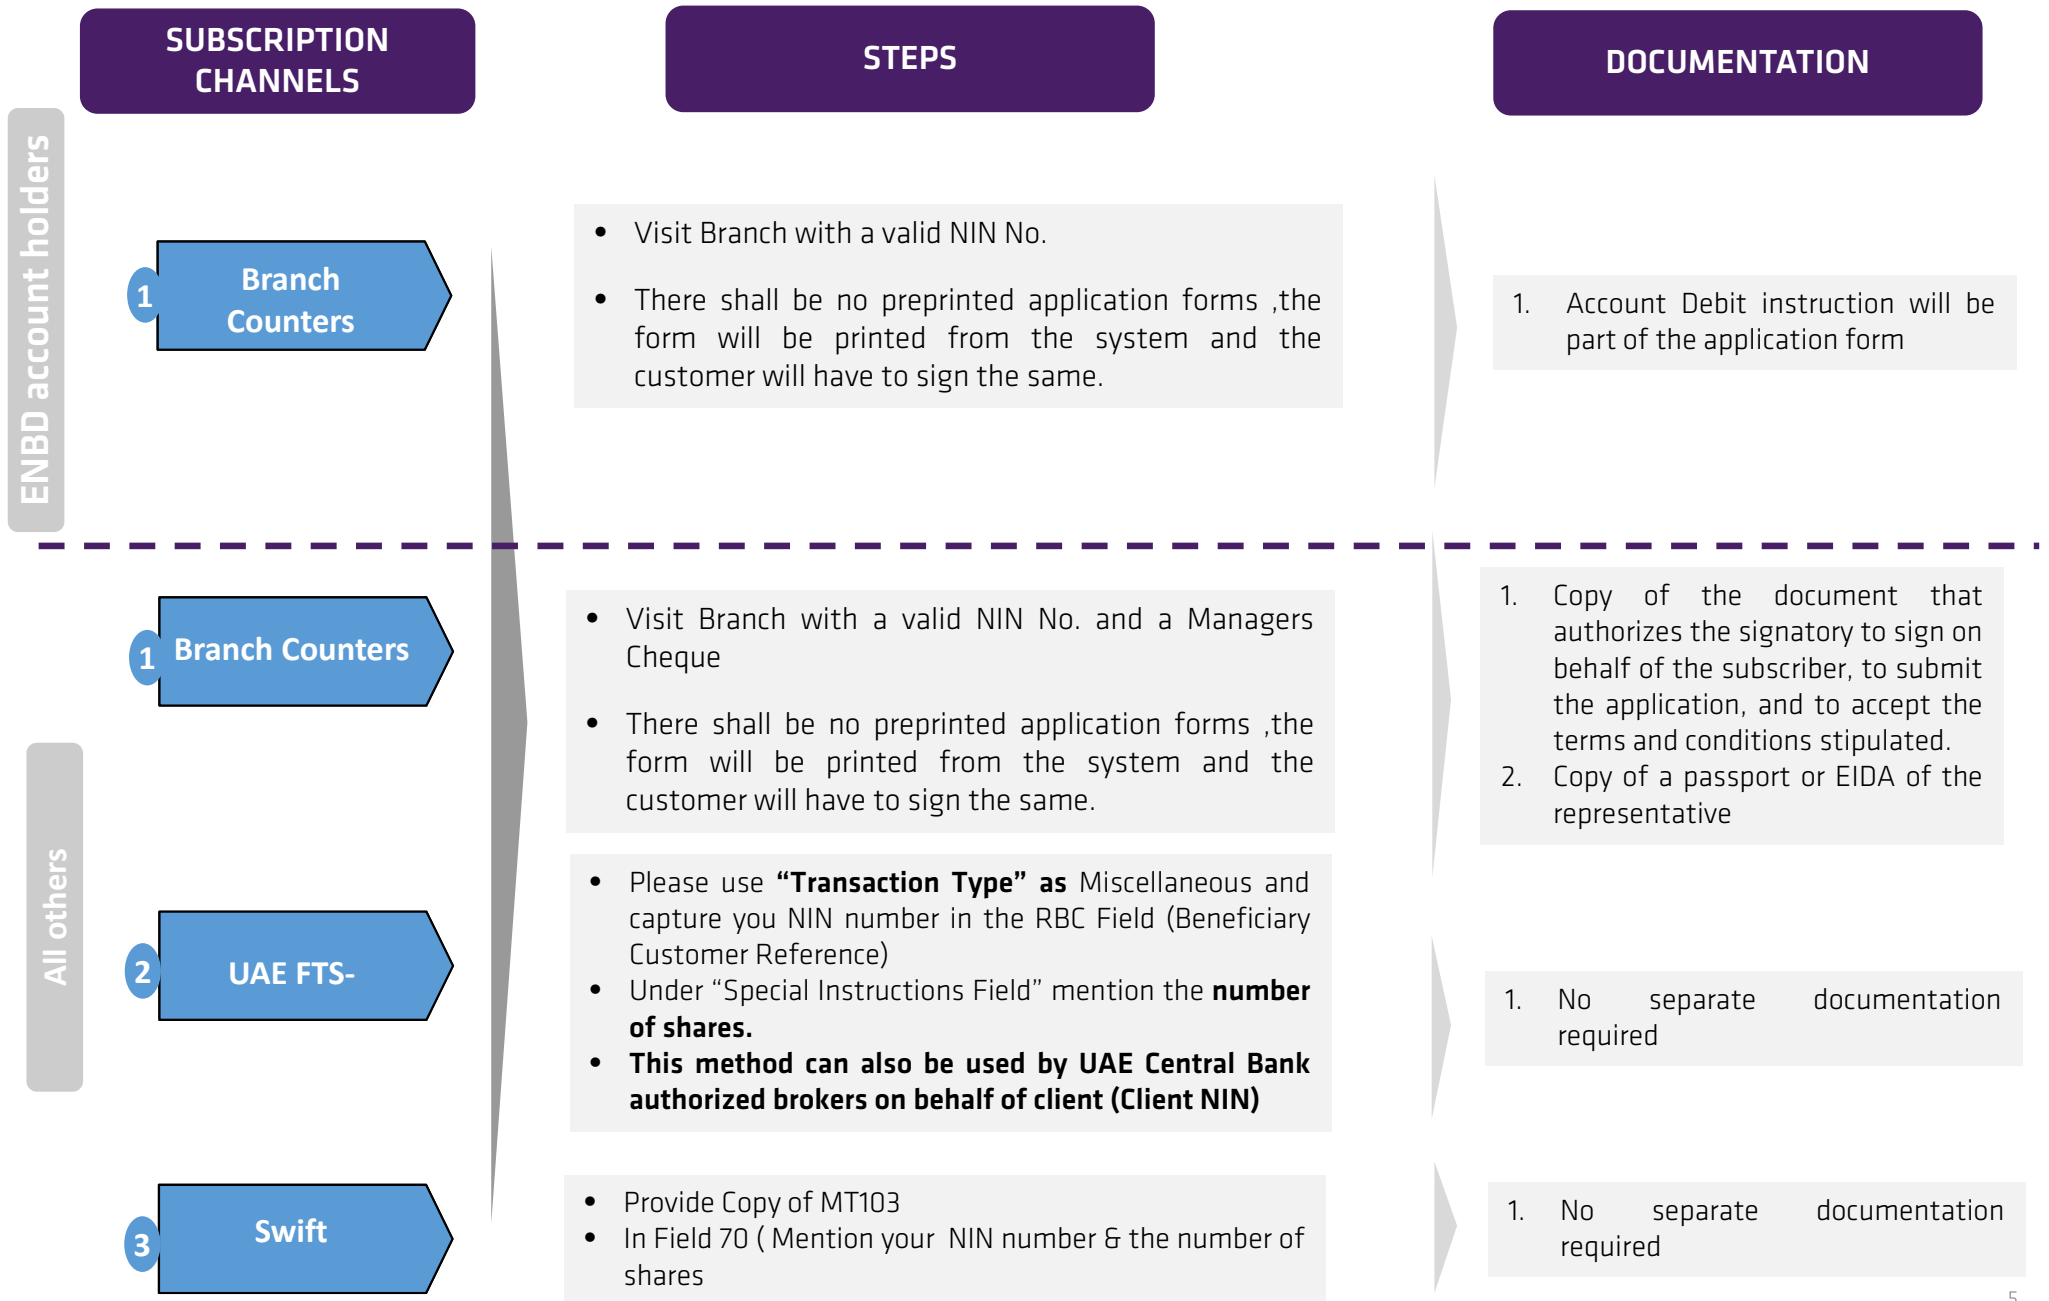 SUBSCRIPTION
CHANNELS
STEPS
DOCUMENTATION
ENBD account holders
1
Branch
Counters
• Visit Branch with a valid NIN No.
• There shall be no preprinted application forms ,the
form will be printed from the system and the
customer will have to sign the same.
1. Account Debit instruction will be
part of the application form
All others
1
Branch Counters
• Visit Branch with a valid NIN No. and a Managers
Cheque
• There shall be no preprinted application forms ,the
form will be printed from the system and the
customer will have to sign the same.
1. Copy of the document that
authorizes the signatory to sign on
behalf of the subscriber, to submit
the application, and to accept the
terms and conditions stipulated.
2. Copy of a passport or EIDA of the
representative
2
UAE FTS-
• Please use “Transaction Type” as Miscellaneous and
capture you NIN number in the RBC Field (Beneficiary
Customer Reference)
• Under “Special Instructions Field” mention the number
of shares.
• This method can also be used by UAE Central Bank
authorized brokers on behalf of client (Client NIN)
1. No separate documentation
required
3
Swift
• Provide Copy of MT103
• In Field 70 ( Mention your NIN number & the number of
shares
1. No separate documentation
required
5